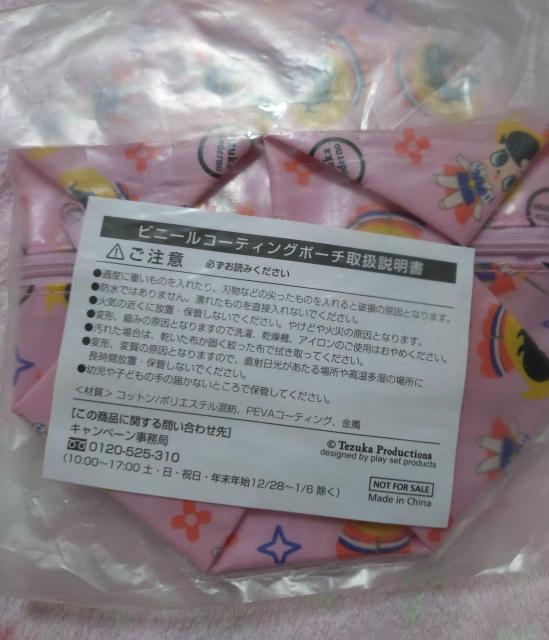 ビニールコーティングポーチ取扱説明書
ご注意 必ずお読みください
●過度に重いものを入れたり、刃物などの尖ったものを入れると破損の原因となります。
●防水ではありません。濡れたものを直接入れないでください。
●火気の近くに放置・保管しないでください。やけどや火災の原因となります。
●変形、縮みの原因となりますので洗濯、乾燥機、アイロンのご使用はおやめください。
●汚れた場合は、乾いた布か固く絞った布で拭き取ってください。
●変形、変質の原因となりますので、直射日光があたる場所や高温多湿の場所に
長時間放置・保管しないでください。
●幼児や子どもの手の届かないところで保管してください。
<材質> コットン/ポリエステル混紡、PEVAコーティング、金属
[この商品に関する問い合わせ先]
キャンペーン事務局
0120-525-310
(10:00~17:00 土・日・祝日・年末年始12/28~1/6 除く)
© Tezuka Productions
designed by play set products
NOT FOR SALE
Made in China